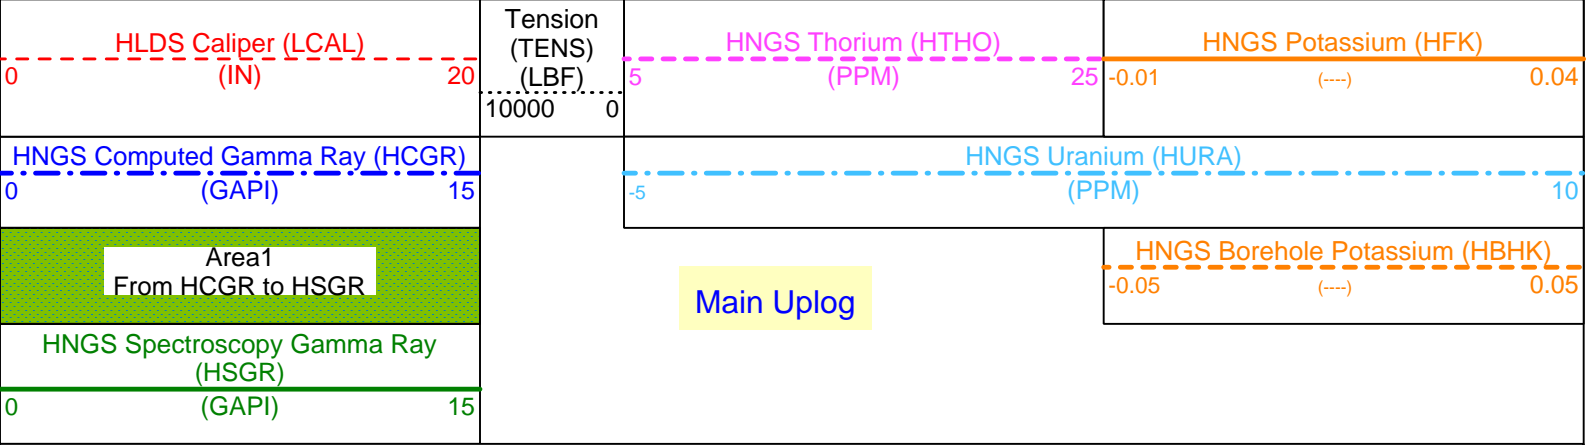 HLDS Caliper (LCAL)
0 (IN) 20
Tension
(TENS)
(LBF)
10000 0
HNGS Thorium (HTHO)
5 (PPM) 25
HNGS Potassium (HFK)
-0.01 (----) 0.04
HNGS Computed Gamma Ray (HCGR)
0 (GAPI) 15
HNGS Uranium (HURA)
-5 (PPM) 10
Area1
From HCGR to HSGR
HNGS Borehole Potassium (HBHK)
-0.05 (----) 0.05
Main Uplog
HNGS Spectroscopy Gamma Ray
(HSGR)
0 (GAPI) 15